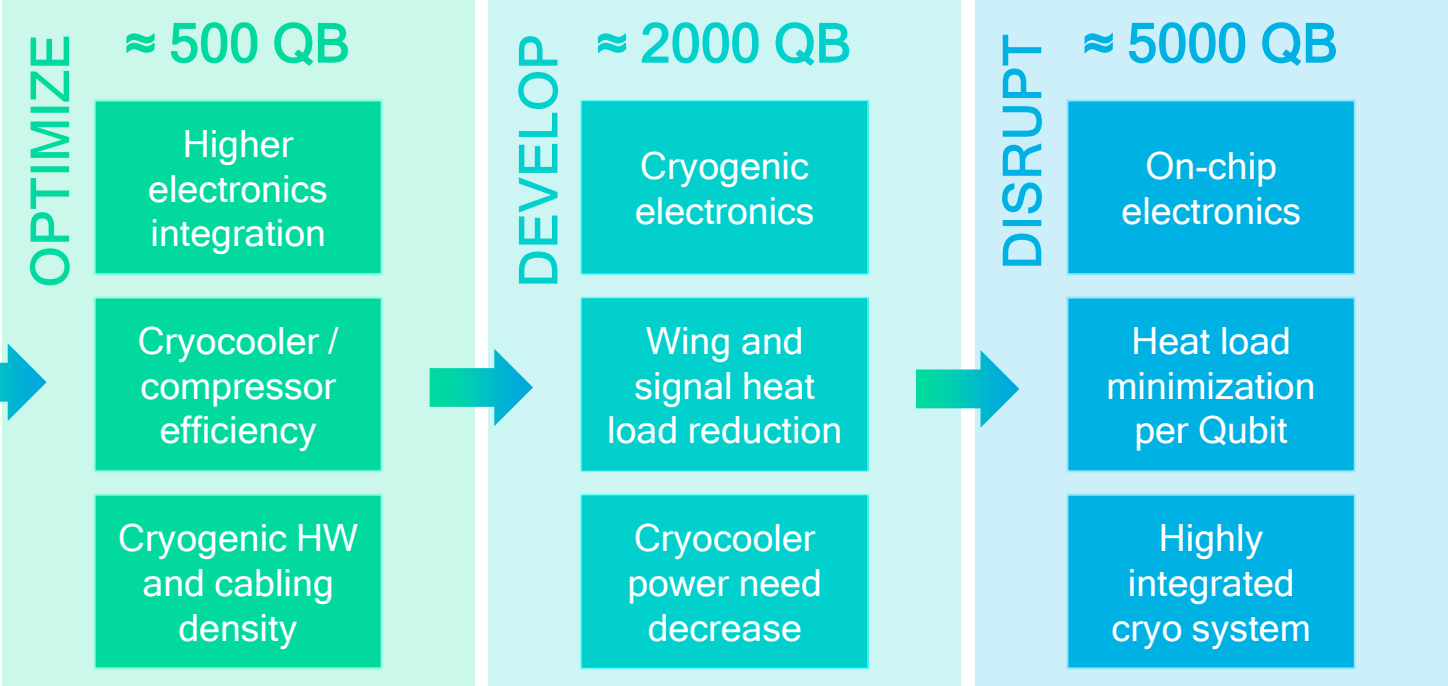 OPTIMIZE
≈ 500 QB
Higher
electronics
integration
Cryocooler /
compressor
efficiency
Cryogenic HW
and cabling
density
DEVELOP
≈ 2000 QB
Cryogenic
electronics
Wing and
signal heat
load reduction
Cryocooler
power need
decrease
DISRUPT
≈ 5000 QB
On-chip
electronics
Heat load
minimization
per Qubit
Highly
integrated
cryo system